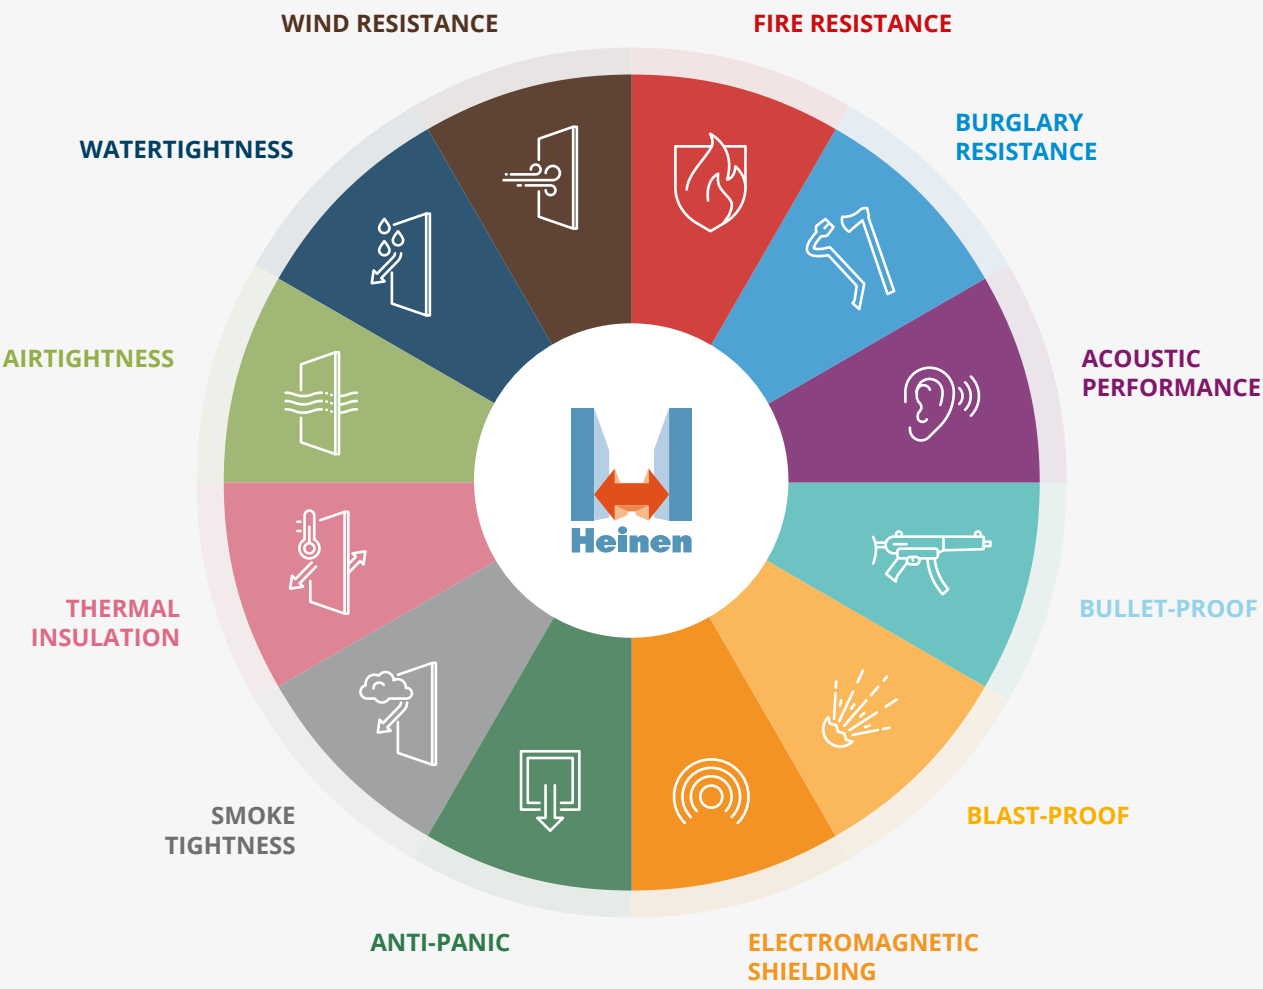 WIND RESISTANCE
FIRE RESISTANCE
BURGLARY
RESISTANCE
WATERTIGHTNESS
ACOUSTIC
PERFORMANCE
AIRTIGHTNESS
Heinen
BULLET-PROOF
THERMAL
INSULATION
BLAST-PROOF
SMOKE
TIGHTNESS
ANTI-PANIC
ELECTROMAGNETIC
SHIELDING